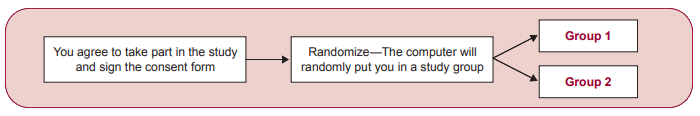 You agree to take part in the study
and sign the consent form
Randomize—The computer will
randomly put you in a study group
Group 1
Group 2